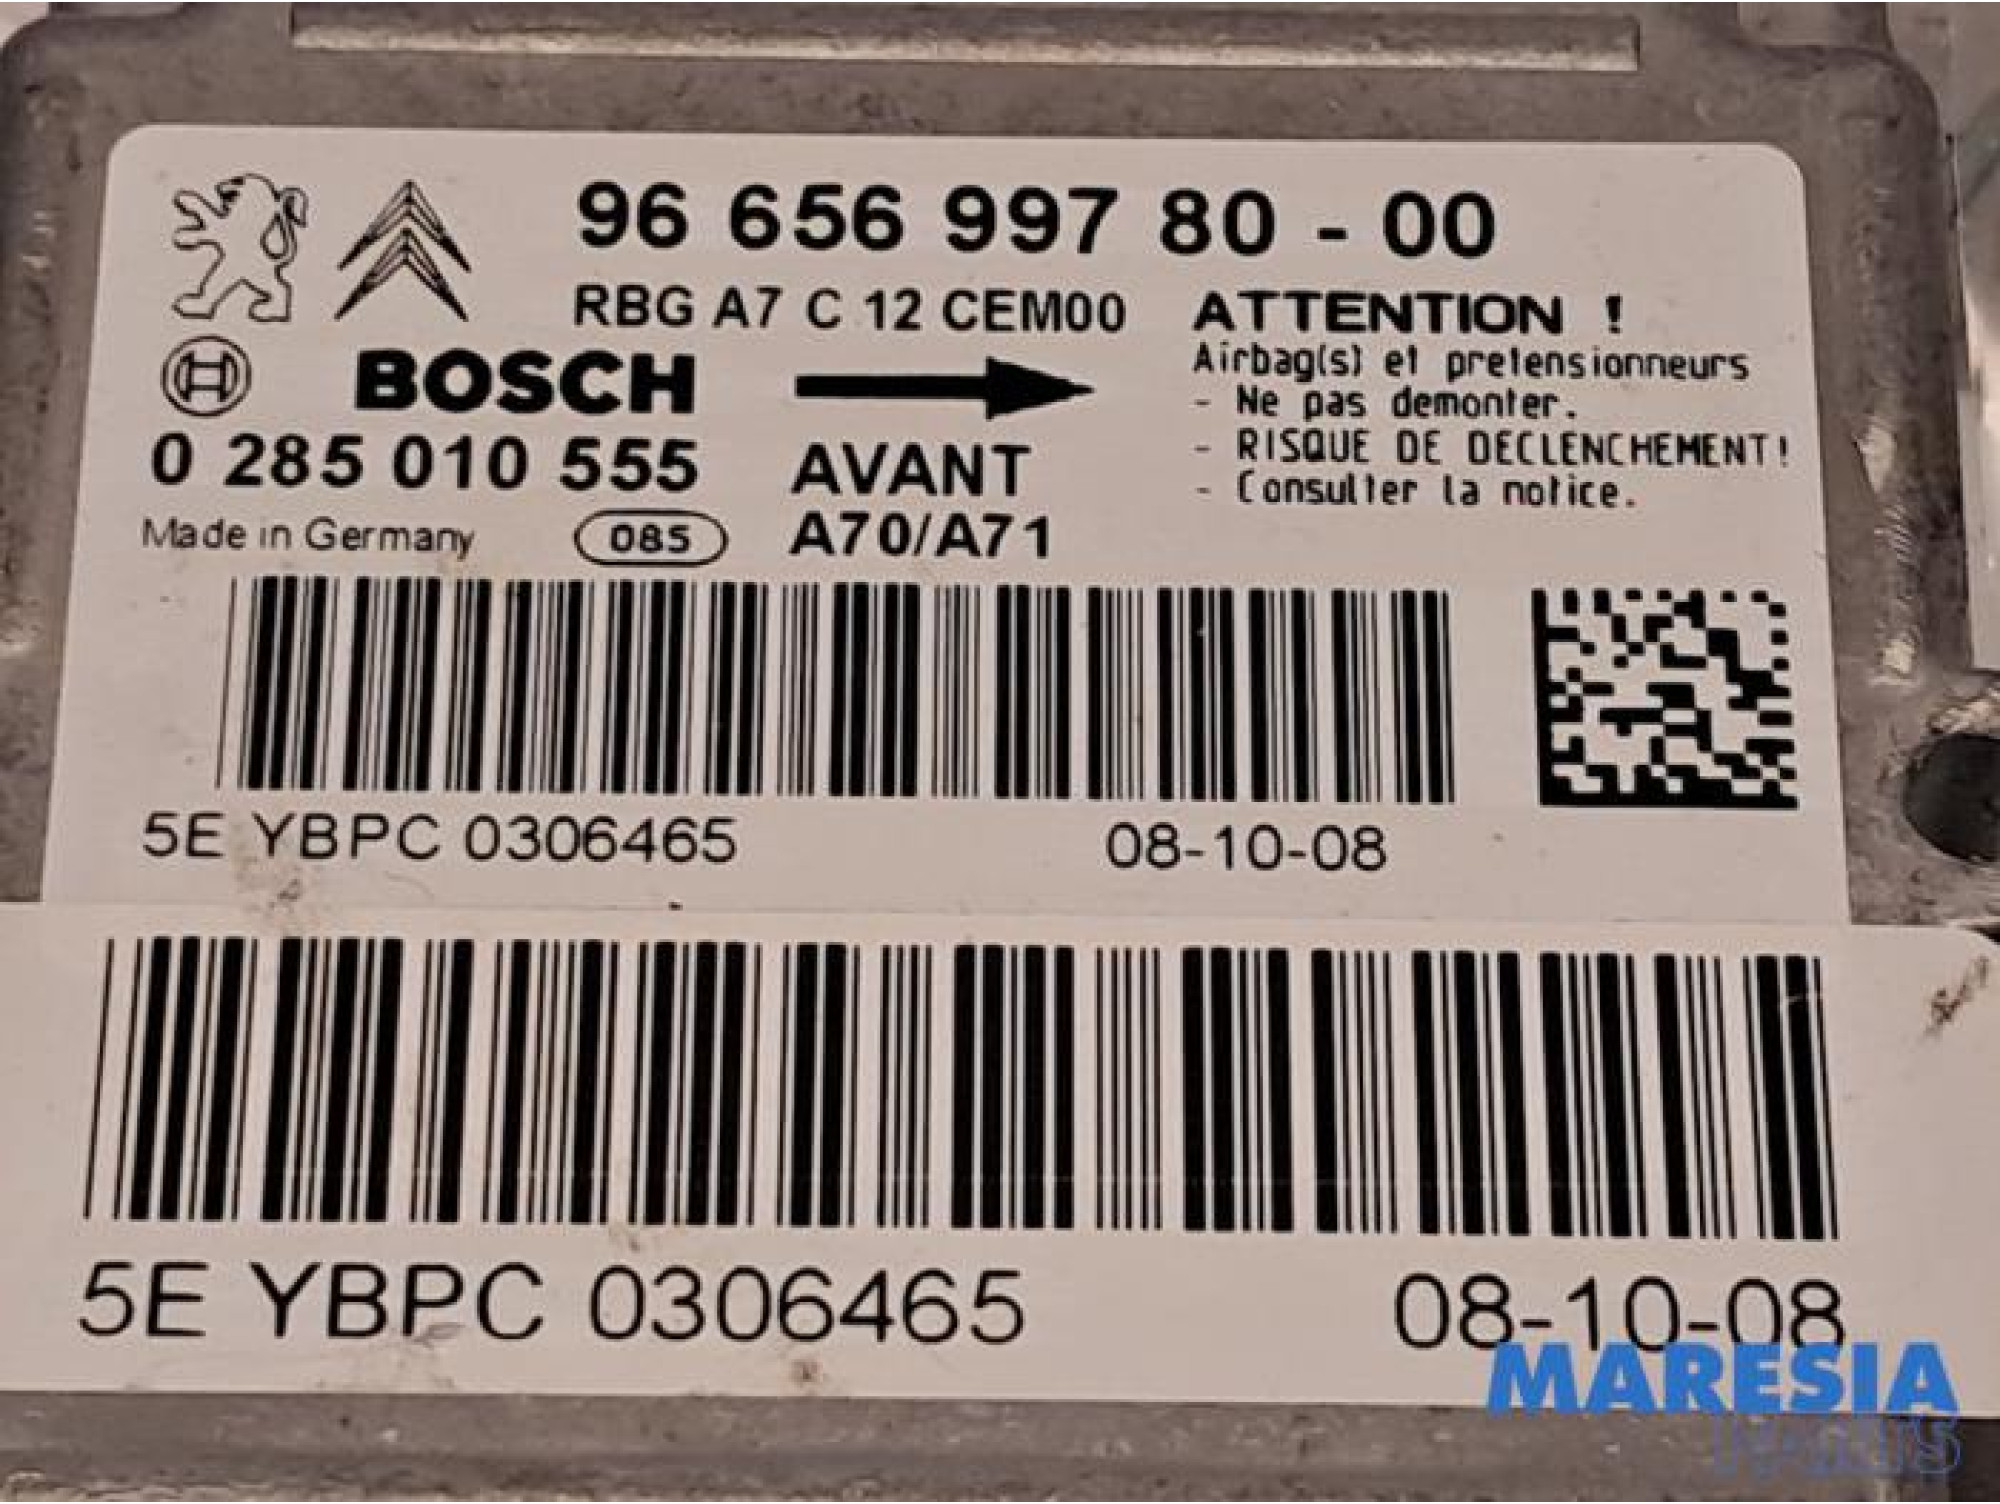 96 656 997 80 - 00
RBG A7 C 12 CEM00
BOSCH
0 285 010 555
Made in Germany
085
AVANT
A70/A71
ATTENTION !
Airbag(s) et pretensionneurs
- Ne pas demonter.
- RISQUE DE DECLENCHEMENT!
- Consulter la notice.
5E YBPC 0306465 08-10-08
5E YBPC 0306465 08-10-08
MARESIA
PARTS